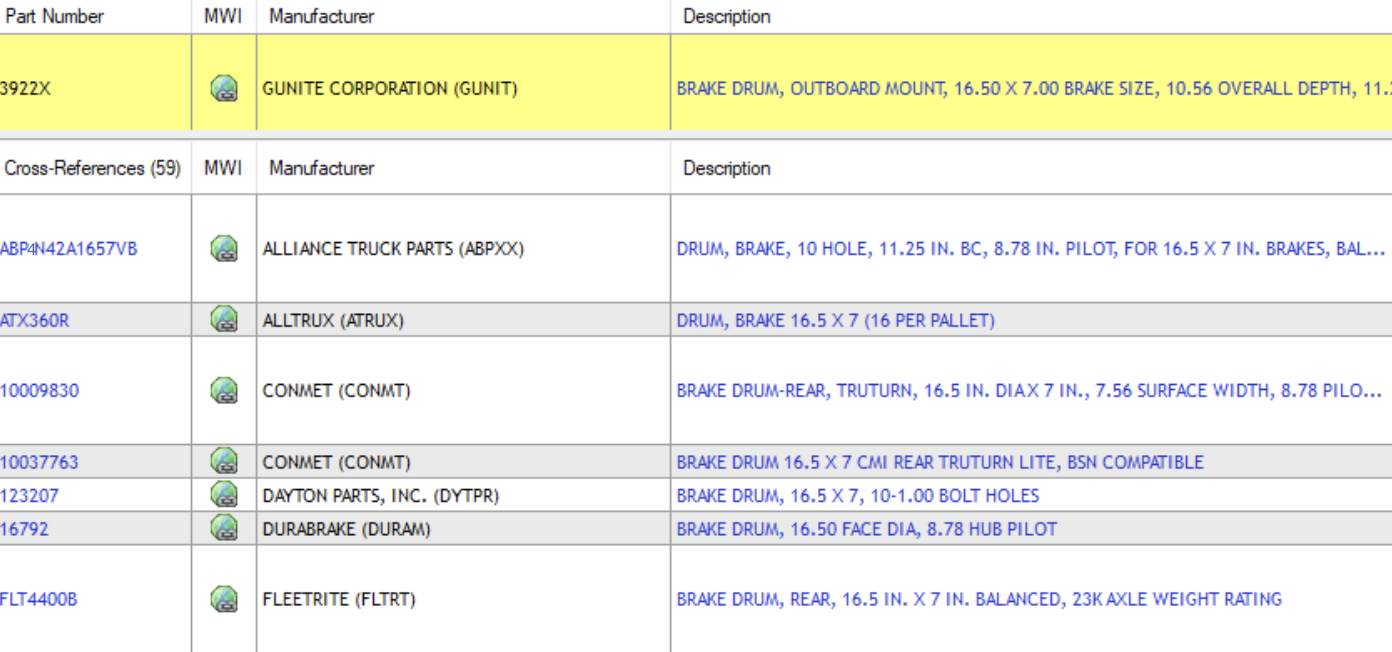 Part Number MWI Manufacturer Description
3922X GUNITE CORPORATION (GUNIT) BRAKE DRUM, OUTBOARD MOUNT, 16.50 X 7.00 BRAKE SIZE, 10.56 OVERALL DEPTH, 11.
Cross-References (59) MWI Manufacturer Description
ABP4N42A1657VB ALLIANCE TRUCK PARTS (ABPXX) DRUM, BRAKE, 10 HOLE, 11.25 IN. BC, 8.78 IN. PILOT, FOR 16.5 X 7 IN. BRAKES, BAL...
ATX360R ALLTRUX (ATRUX) DRUM, BRAKE 16.5 X 7 (16 PER PALLET)
10009830 CONMET (CONMT) BRAKE DRUM-REAR, TRUTURN, 16.5 IN. DIAX 7 IN., 7.56 SURFACE WIDTH, 8.78 PILO...
10037763 CONMET (CONMT) BRAKE DRUM 16.5 X 7 CMI REAR TRUTURN LITE, BSN COMPATIBLE
123207 DAYTON PARTS, INC. (DYTPR) BRAKE DRUM, 16.5 X 7, 10-1.00 BOLT HOLES
16792 DURABRAKE (DURAM) BRAKE DRUM, 16.50 FACE DIA, 8.78 HUB PILOT
FLT4400B FLEETRITE (FLTRT) BRAKE DRUM, REAR, 16.5 IN. X 7 IN. BALANCED, 23K AXLE WEIGHT RATING